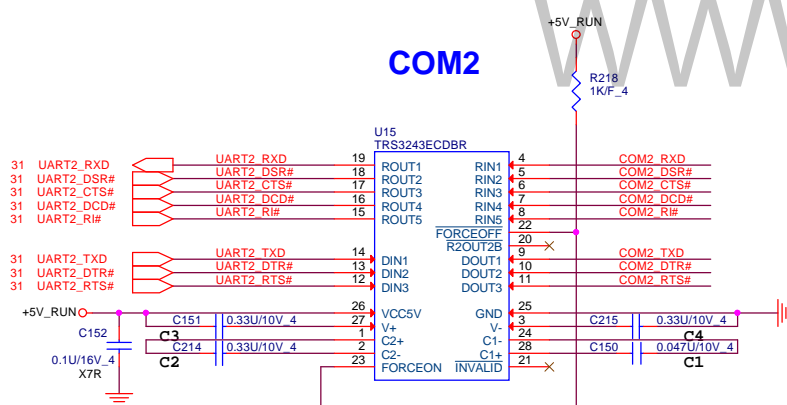 WW
+5V_RUN
COM2
R218
1K/F_4
U15
TRS3243ECDBR
31 UART2_RXD UART2_RXD 19 ROUT1 RIN1 4 COM2_RXD
31 UART2_DSR# UART2_DSR# 18 ROUT2 RIN2 5 COM2_DSR#
31 UART2_CTS# UART2_CTS# 17 ROUT3 RIN3 6 COM2_CTS#
31 UART2_DCD# UART2_DCD# 16 ROUT4 RIN4 7 COM2_DCD#
31 UART2_RI# UART2_RI# 15 ROUT5 RIN5 8 COM2_RI#
FORCEOFF 22
R2OUT2B 20
31 UART2_TXD UART2_TXD 14 DIN1 DOUT1 9 COM2_TXD
31 UART2_DTR# UART2_DTR# 13 DIN2 DOUT2 10 COM2_DTR#
31 UART2_RTS# UART2_RTS# 12 DIN3 DOUT3 11 COM2_RTS#
+5V_RUN 26 VCC5V GND 25
C151 0.33U/10V_4 27 V+ V- 3 C215 0.33U/10V_4
C152 C3 1 C2+ C1- 24 C4
C214 0.33U/10V_4 2 C2- C1+ 28 C150 0.047U/10V_4
0.1U/16V_4 C2 23 FORCEON INVALID 21 C1
X7R